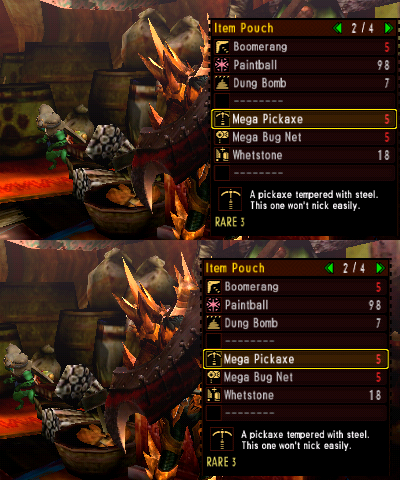 Item Pouch 2 / 4
Boomerang 5
Paintball 98
Dung Bomb 7
--------
Mega Pickaxe 5
Mega Bug Net 5
Whetstone 18
--------
A pickaxe tempered with steel.
This one won't nick easily.
RARE 3
Item Pouch 2 / 4
Boomerang 5
Paintball 98
Dung Bomb 7
--------
Mega Pickaxe 5
Mega Bug Net 5
Whetstone 18
--------
A pickaxe tempered with steel.
This one won't nick easily.
RARE 3